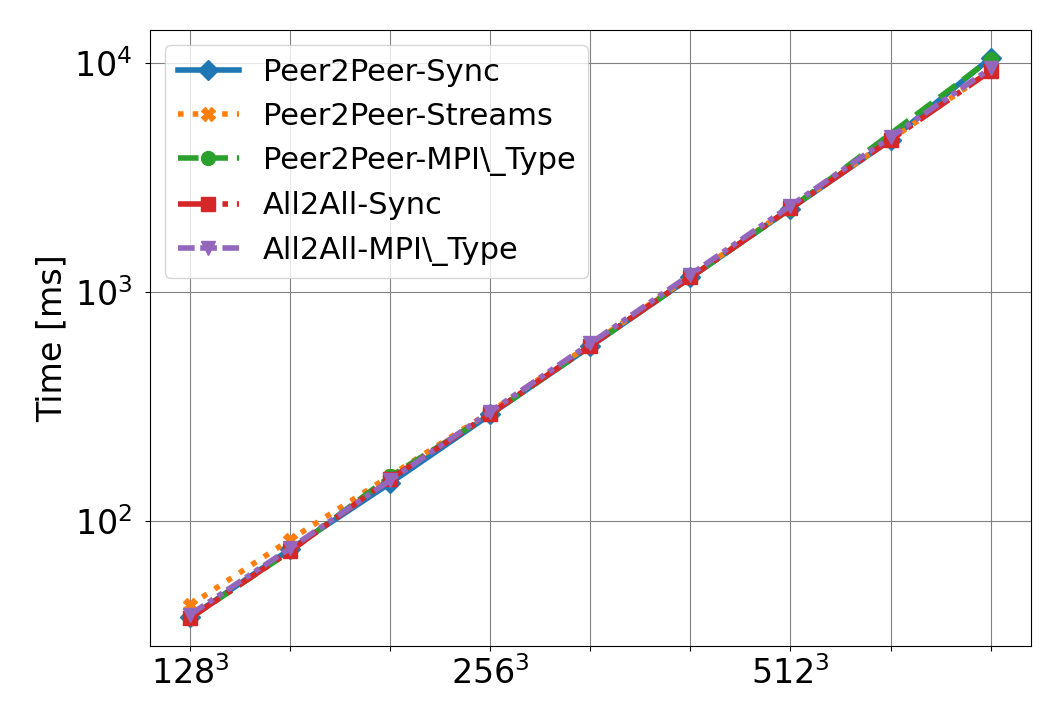 10⁴
10³
10²
Time [ms]
Peer2Peer-Sync
Peer2Peer-Streams
Peer2Peer-MPI\_Type
All2All-Sync
All2All-MPI\_Type
128³ 256³ 512³